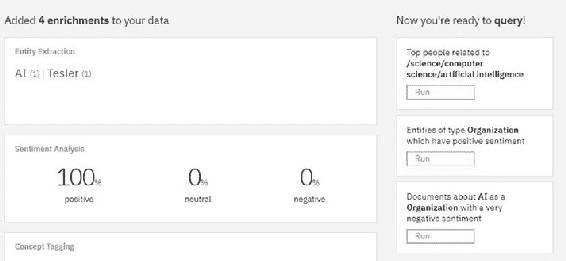 Added 4 enrichments to your data
Entity Extraction
AI (1) | Tesler (1)
Sentiment Analysis
100%
positive
0%
neutral
0%
negative
Concept Tagging
Now you're ready to query!
Top people related to
/science/computer
science/artificial intelligence
Run
Entities of type Organization
which have positive sentiment
Run
Documents about AI as a
Organization with a very
negative sentiment
Run